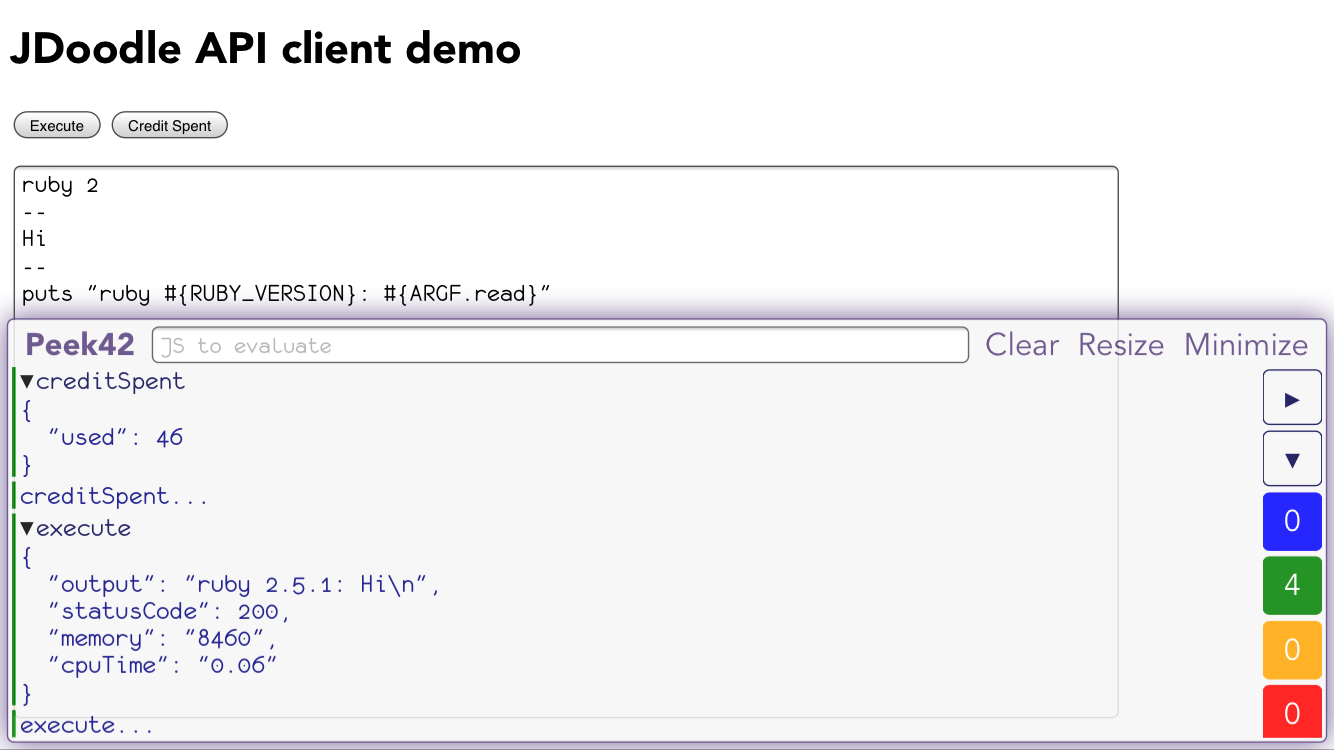 JDoodle API client demo
Execute Credit Spent
ruby 2
--
Hi
--
puts "ruby #{RUBY_VERSION}: #{ARGF.read}"
Peek42 JS to evaluate Clear Resize Minimize
▼creditSpent
{
  "used": 46
}
creditSpent...
▼execute
{
  "output": "ruby 2.5.1: Hi\n",
  "statusCode": 200,
  "memory": "8460",
  "cpuTime": "0.06"
}
execute...
►
▼
0
4
0
0